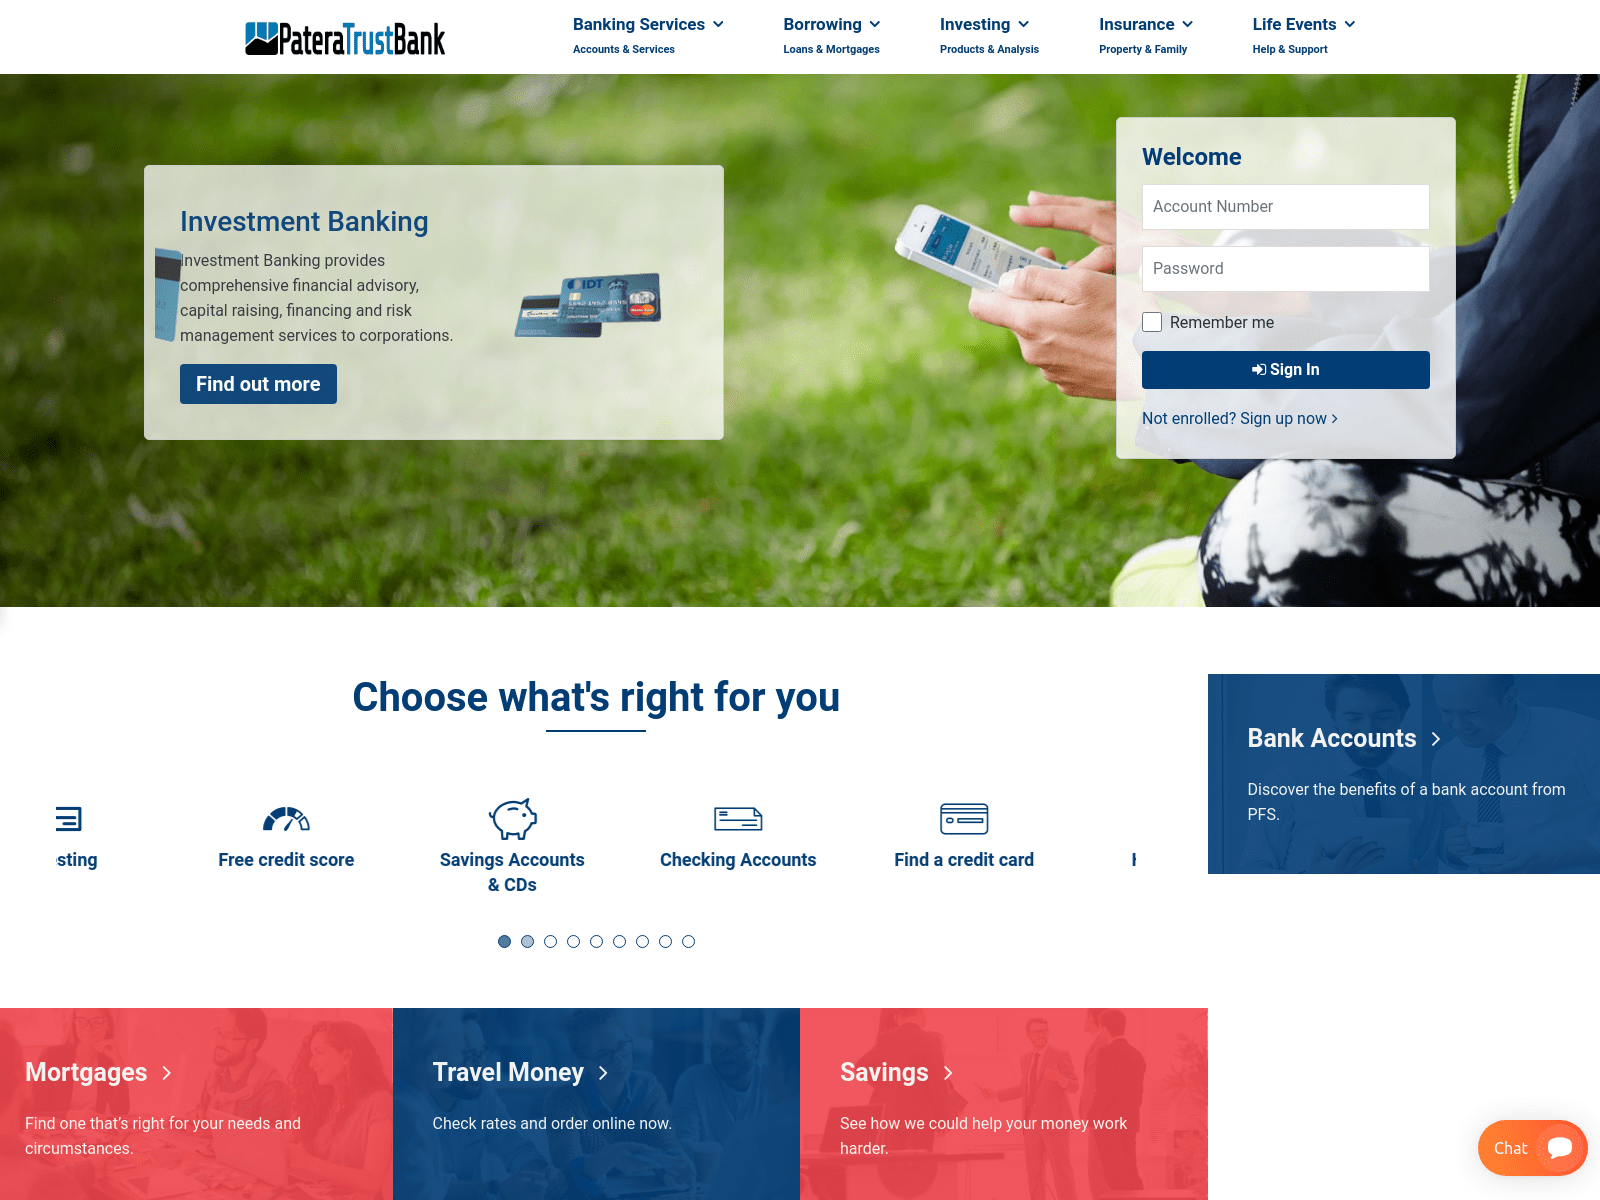 PateraTrustBank
Banking Services
Accounts & Services
Borrowing
Loans & Mortgages
Investing
Products & Analysis
Insurance
Property & Family
Life Events
Help & Support
Investment Banking
Investment Banking provides
comprehensive financial advisory,
capital raising, financing and risk
management services to corporations.
Find out more
IDT
Welcome
Account Number
Password
Remember me
Sign In
Not enrolled? Sign up now
Choose what's right for you
sting
Free credit score
Savings Accounts
& CDs
Checking Accounts
Find a credit card
Bank Accounts
Discover the benefits of a bank account from
PFS.
Mortgages
Find one that’s right for your needs and
circumstances.
Travel Money
Check rates and order online now.
Savings
See how we could help your money work
harder.
Chat